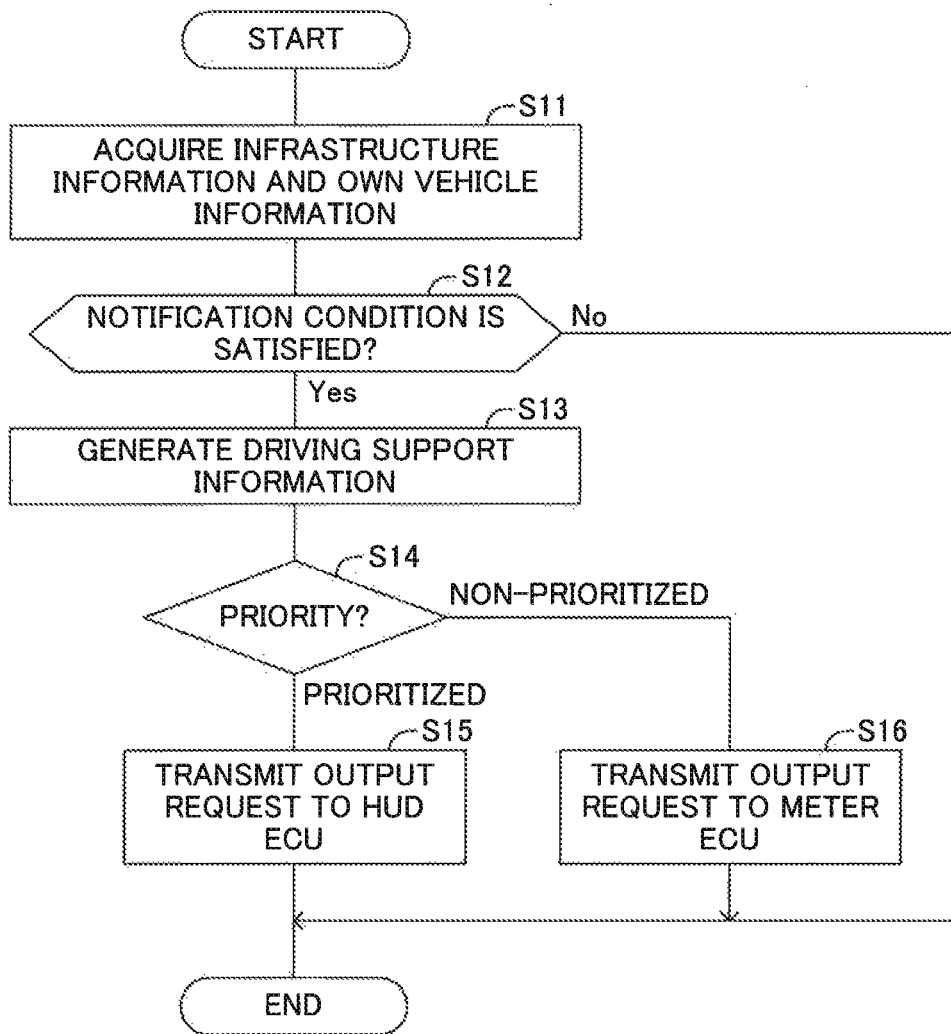 START
S11
ACQUIRE INFRASTRUCTURE
INFORMATION AND OWN VEHICLE
INFORMATION
S12
NOTIFICATION CONDITION IS
SATISFIED?
No
Yes
S13
GENERATE DRIVING SUPPORT
INFORMATION
S14
PRIORITY?
NON-PRIORITIZED
PRIORITIZED
S15
TRANSMIT OUTPUT
REQUEST TO HUD
ECU
S16
TRANSMIT OUTPUT
REQUEST TO METER
ECU
END